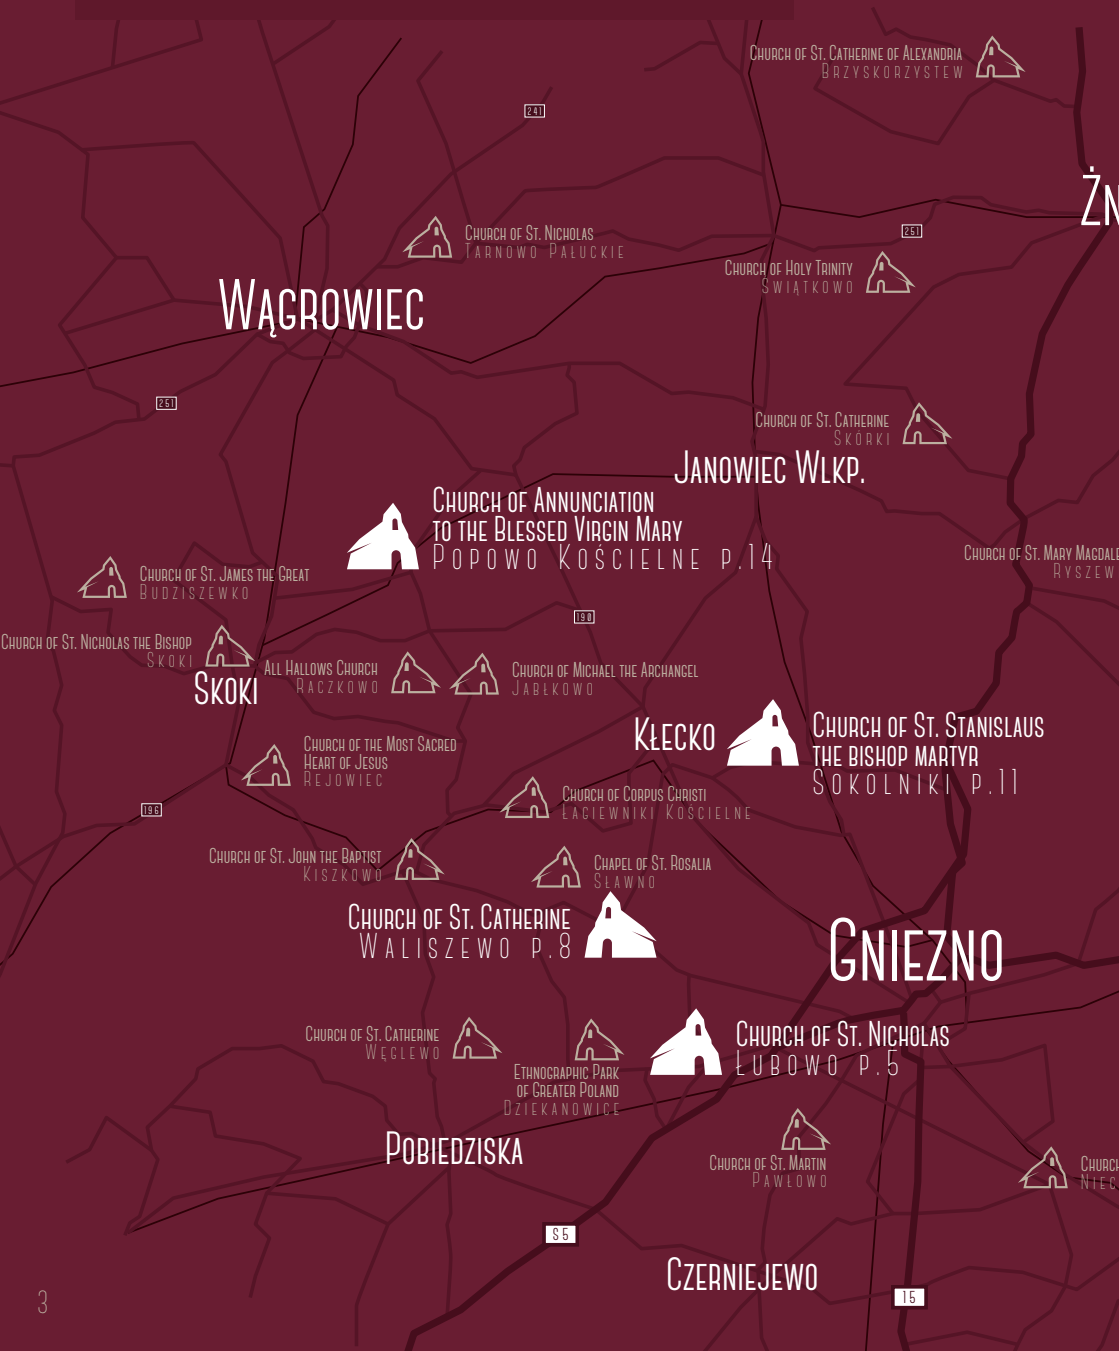 Church of St. Catherine of Alexandria
Brzyskorzystew
241
Żn
Church of St. Nicholas
Tarnowo Pałuckie
251
Church of Holy Trinity
Świątkowo
Wągrowiec
251
Church of St. Catherine
Skórki
Janowiec Wlkp.
Church of Annunciation
to the Blessed Virgin Mary
Popowo Kościelne p.14
Church of St. Mary Magdale
Ryszew
Church of St. James the Great
Budziszewko
190
Church of St. Nicholas the Bishop
Skoki
Skoki
All Hallows Church
Raczkowo
Church of Michael the Archangel
Jabłkowo
Kłecko
Church of St. Stanislaus
the bishop martyr
Sokolniki p.11
Church of the Most Sacred
Heart of Jesus
Rejowiec
196
Church of Corpus Christi
Łagiewniki Kościelne
Church of St. John the Baptist
Kiszkowo
Chapel of St. Rosalia
Sławno
Church of St. Catherine
Waliszewo p.8
Gniezno
Church of St. Catherine
Węglewo
Church of St. Nicholas
Łubowo p.5
Ethnographic Park
of Greater Poland
Dziekanowice
Pobiedziska
Church of St. Martin
Pawłowo
Church
Niec
S5
Czerniejewo
15
3